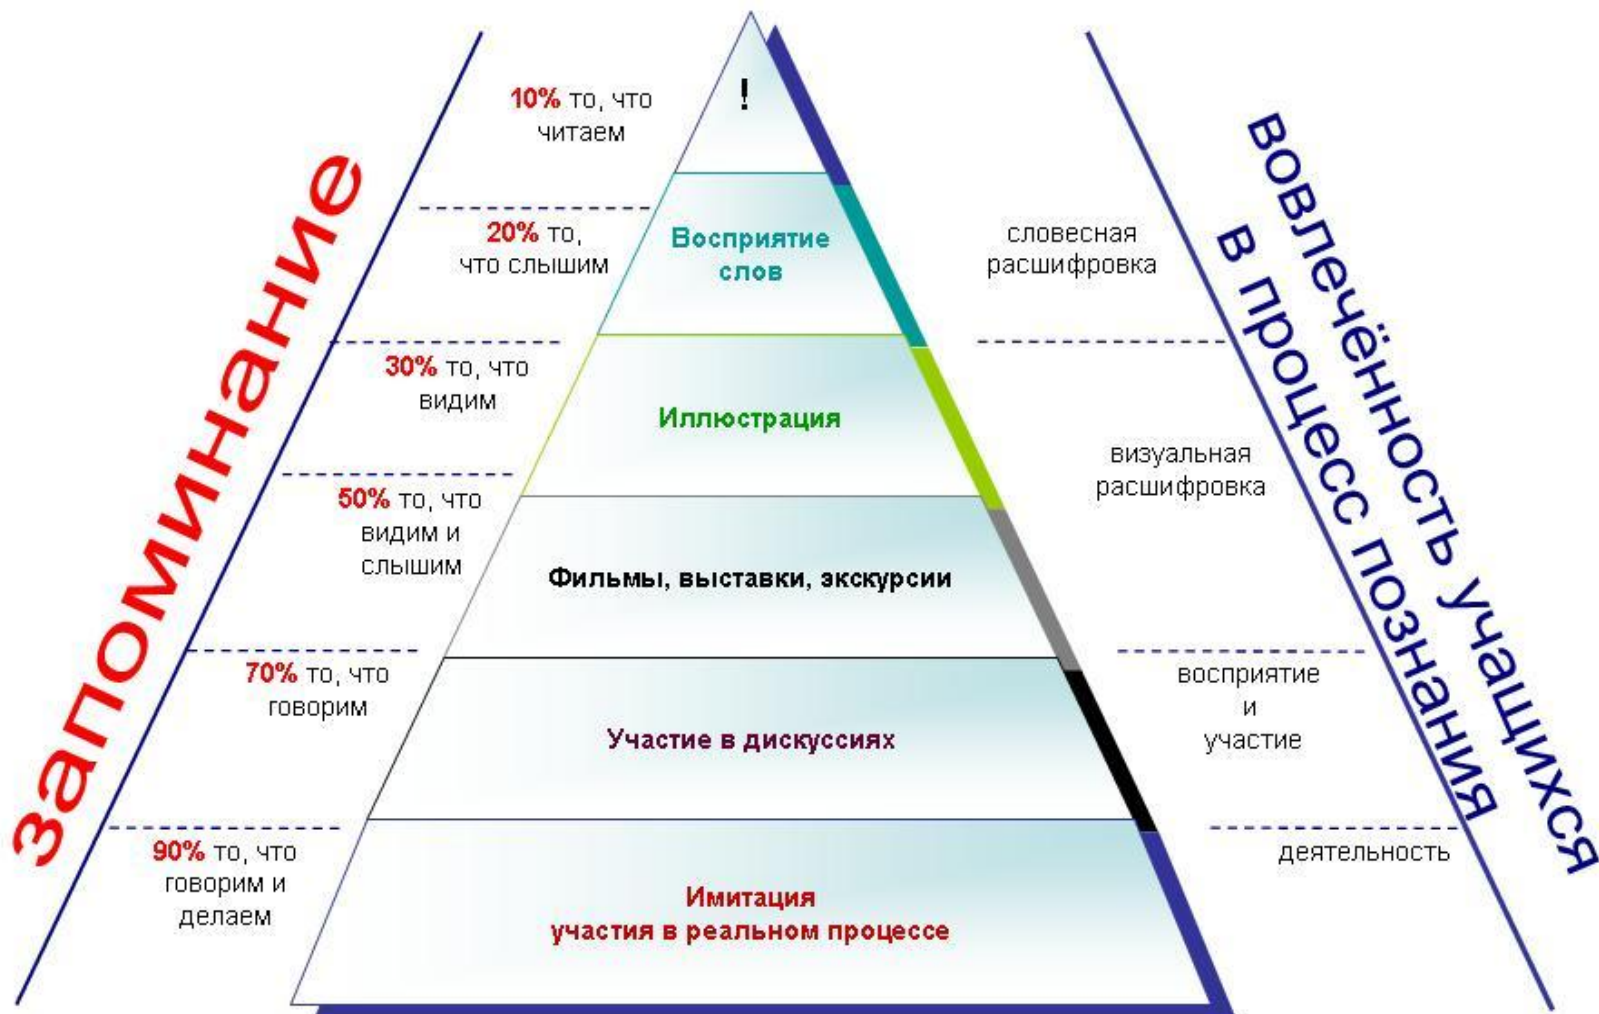 Запоминание
10% то, что
читаем
20% то,
что слышим
30% то, что
видим
50% то, что
видим и
слышим
70% то, что
говорим
90% то, что
говорим и
делаем
!
Восприятие
слов
Иллюстрация
Фильмы, выставки, экскурсии
Участие в дискуссиях
Имитация
участия в реальном процессе
словесная
расшифровка
визуальная
расшифровка
восприятие
и
участие
деятельность
вовлечённость учащихся
в процесс познания